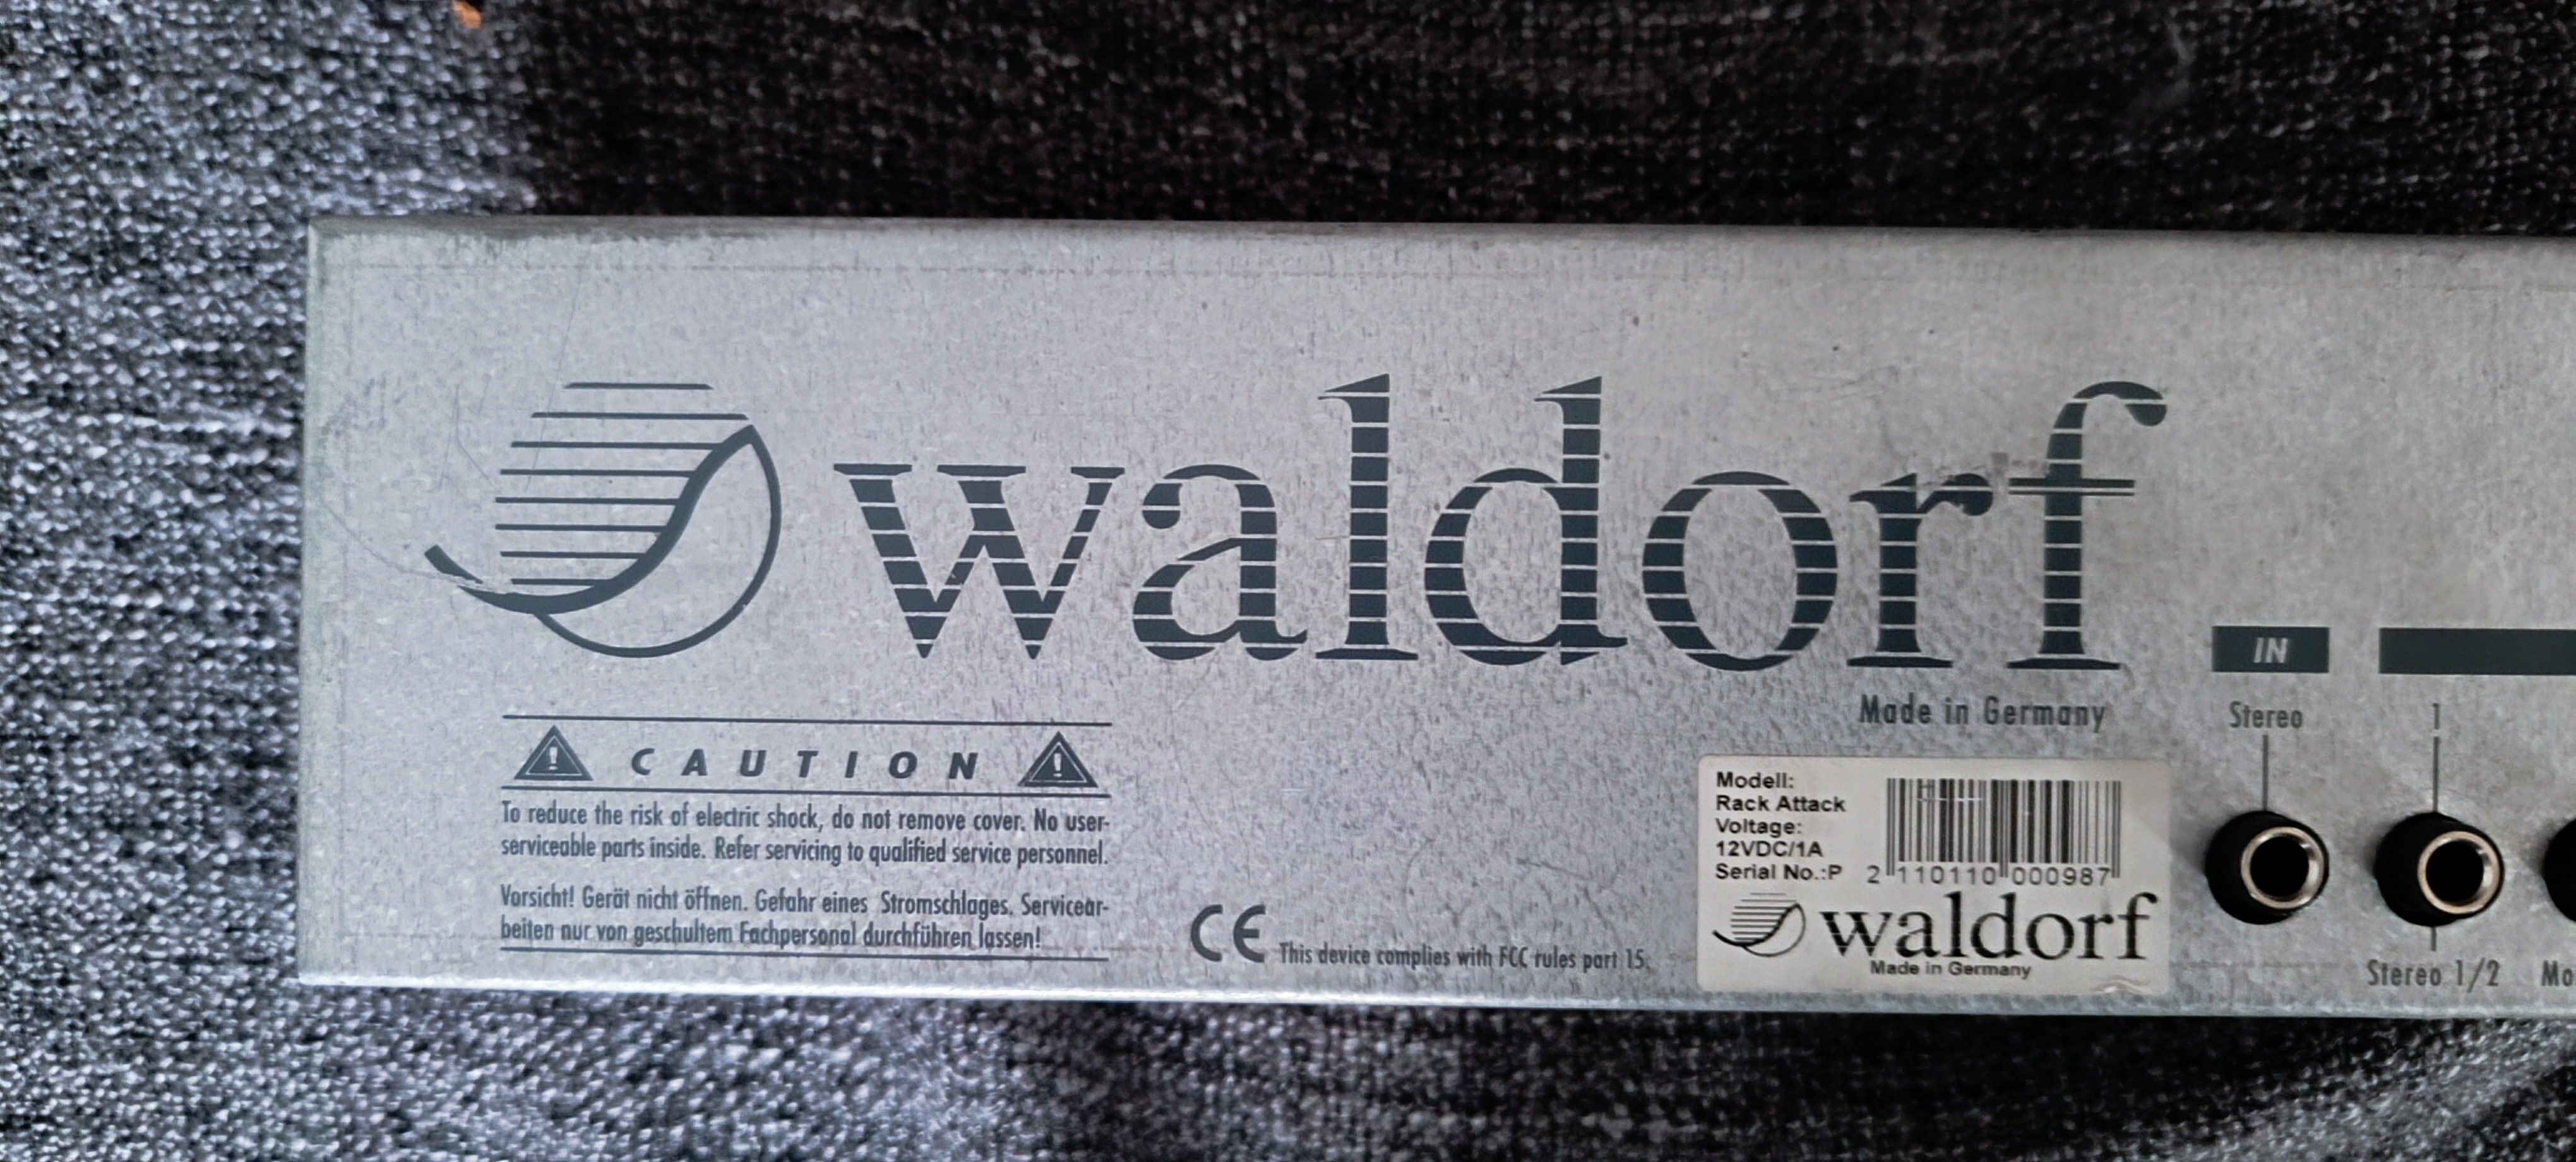 waldorf
Made in Germany
CAUTION
To reduce the risk of electric shock, do not remove cover. No user-
serviceable parts inside. Refer servicing to qualified service personnel.
Vorsicht! Gerät nicht öffnen. Gefahr eines Stromschlages. Servicear-
beiten nur von geschultem Fachpersonal durchführen lassen!
CE This device complies with FCC rules part 15.
Modell:
Rack Attack
Voltage:
12VDC/1A
Serial No.:P 2 110110 000987
waldorf
Made in Germany
IN
Stereo
1
Stereo 1/2